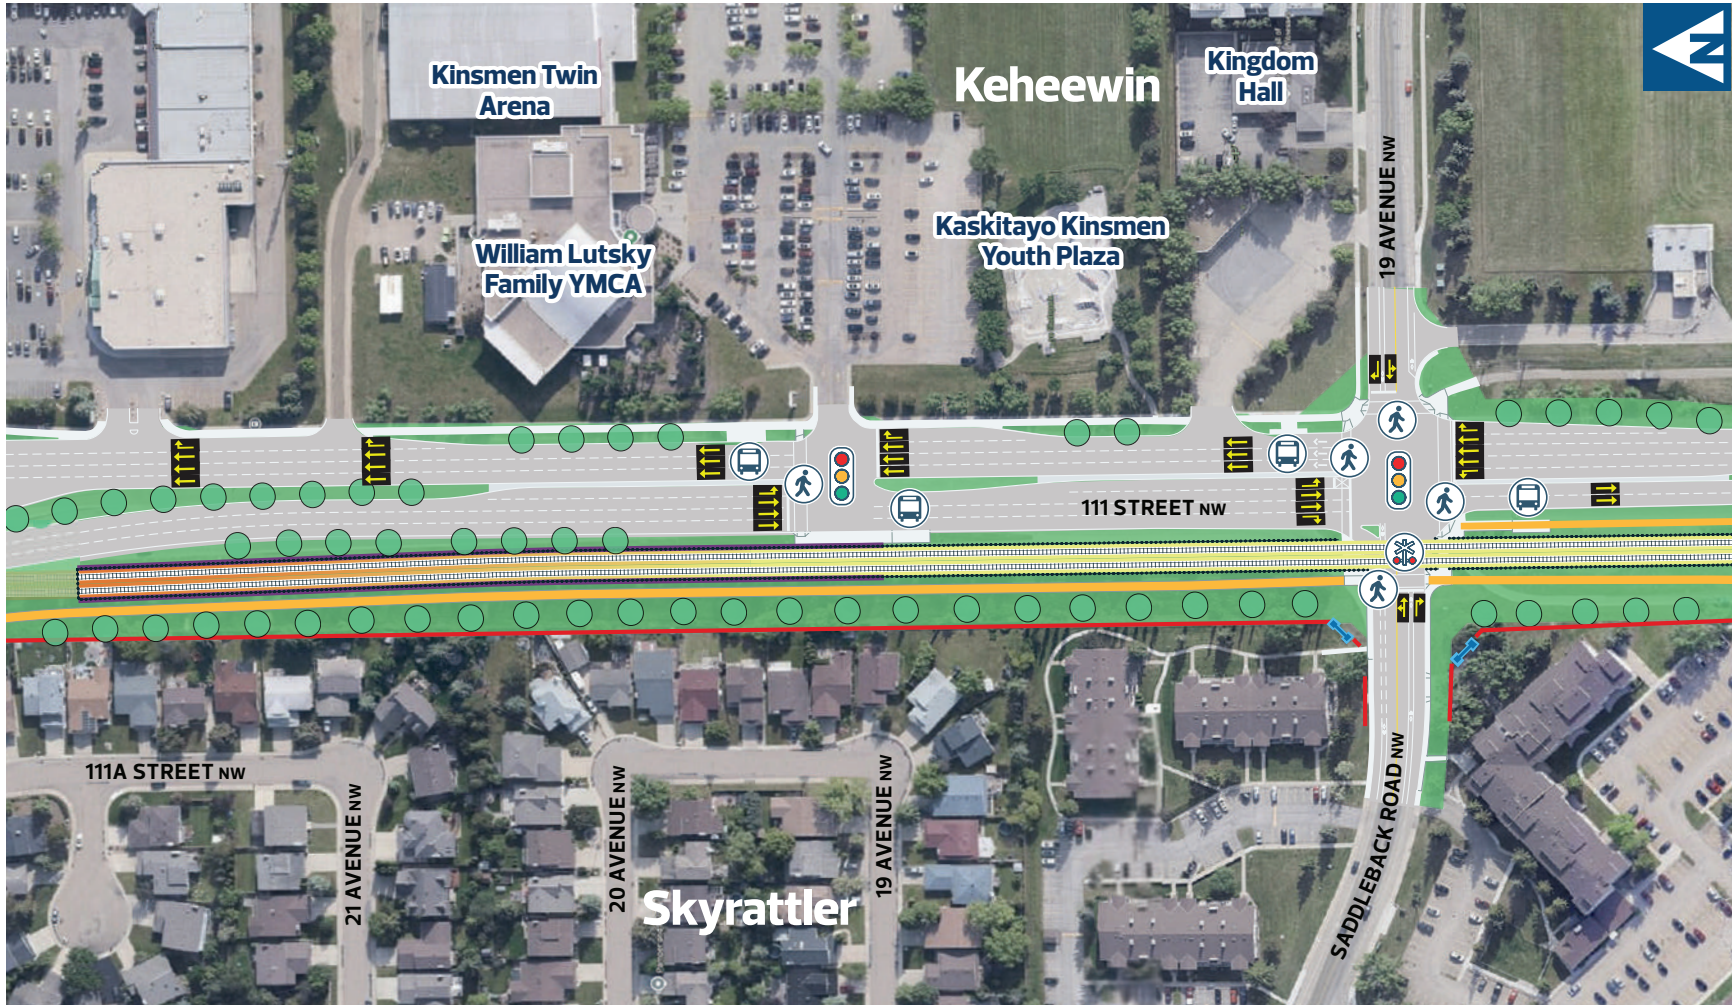 Kinsmen Twin
Arena
Keheewin
Kingdom
Hall
N
19 AVENUE NW
William Lutsky
Family YMCA
Kaskitayo Kinsmen
Youth Plaza
111 STREET NW
111A STREET NW
21 AVENUE NW
20 AVENUE NW
19 AVENUE NW
SADDLEBACK ROAD NW
Skyrattler